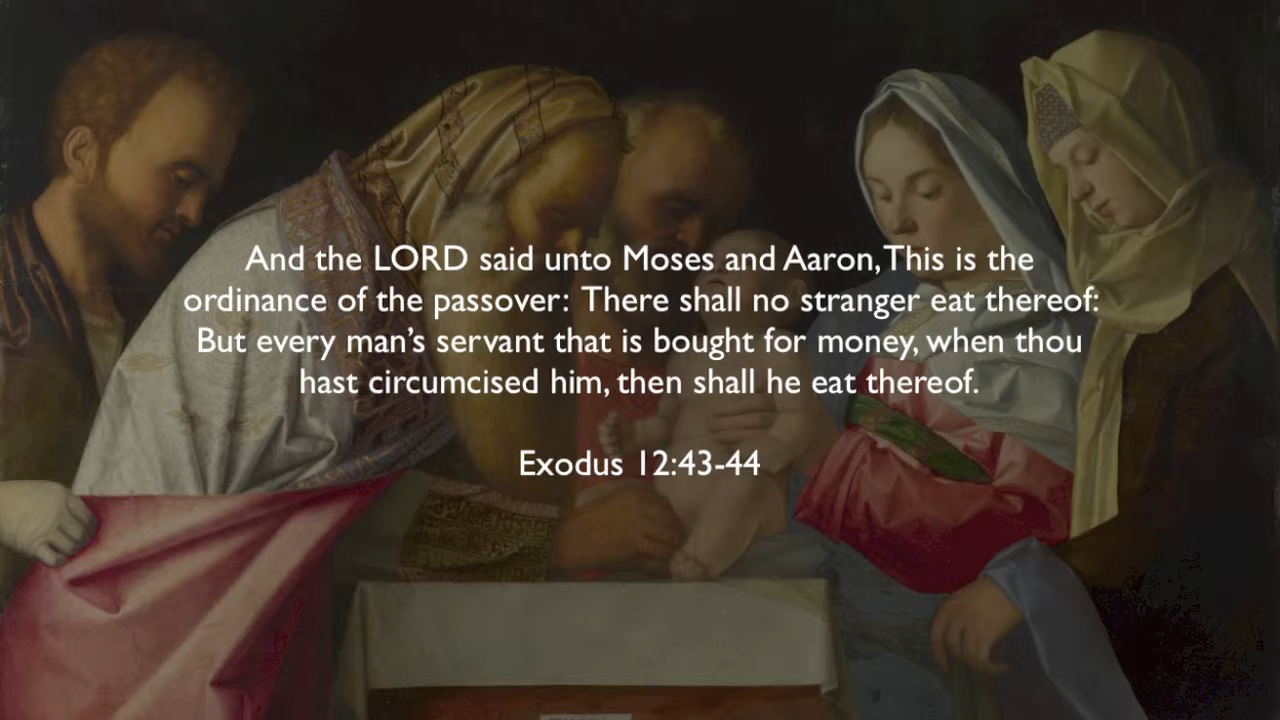 And the LORD said unto Moses and Aaron, This is the
ordinance of the passover: There shall no stranger eat thereof:
But every man’s servant that is bought for money, when thou
hast circumcised him, then shall he eat thereof.
Exodus 12:43-44